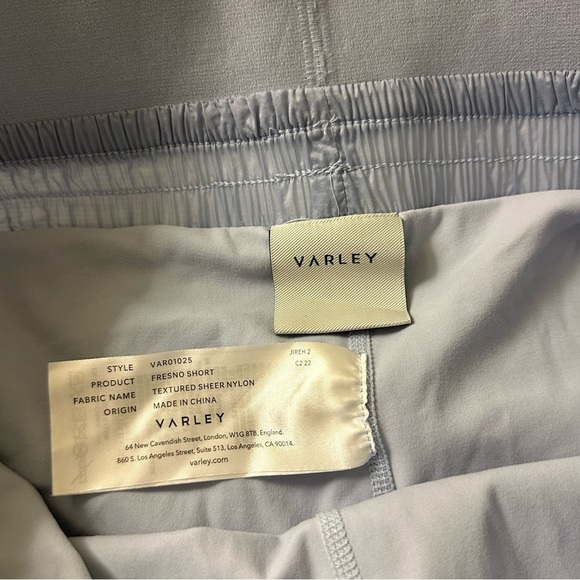 VARLEY
STYLE VAR01025
PRODUCT FRESNO SHORT
FABRIC NAME TEXTURED SHEER NYLON
ORIGIN MADE IN CHINA
JIREH 2
C2 22
VARLEY
64 New Cavendish Street, London, W1G 8TB, England.
860 S. Los Angeles Street, Suite 513, Los Angeles, CA 90014.
varley.com